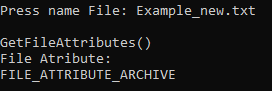 Press name File: Example_new.txt
GetFileAttributes()
File Atribute:
FILE_ATTRIBUTE_ARCHIVE